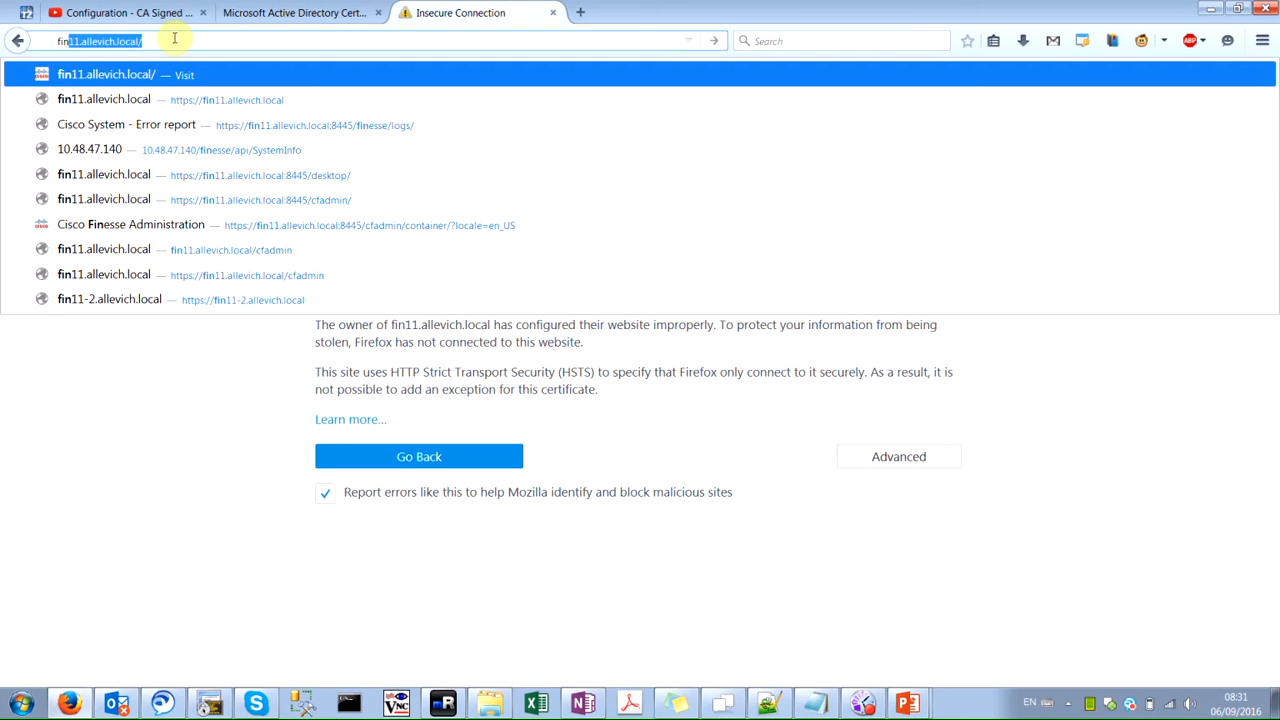 Configuration - CA Signed ...
Microsoft Active Directory Cert...
Insecure Connection
fin11.allevich.local/
Search
ABP
fin11.allevich.local/ — Visit
fin11.allevich.local — https://fin11.allevich.local
Cisco System - Error report — https://fin11.allevich.local:8445/finesse/logs/
10.48.47.140 — 10.48.47.140/finesse/api/SystemInfo
fin11.allevich.local — https://fin11.allevich.local:8445/desktop/
fin11.allevich.local — https://fin11.allevich.local:8445/cfadmin/
Cisco Finesse Administration — https://fin11.allevich.local:8445/cfadmin/container/?locale=en_US
fin11.allevich.local — fin11.allevich.local/cfadmin
fin11.allevich.local — https://fin11.allevich.local/cfadmin
fin11-2.allevich.local — https://fin11-2.allevich.local
The owner of fin11.allevich.local has configured their website improperly. To protect your information from being
stolen, Firefox has not connected to this website.
This site uses HTTP Strict Transport Security (HSTS) to specify that Firefox only connect to it securely. As a result, it is
not possible to add an exception for this certificate.
Learn more...
Go Back
Advanced
Report errors like this to help Mozilla identify and block malicious sites
EN
08:31
06/09/2016